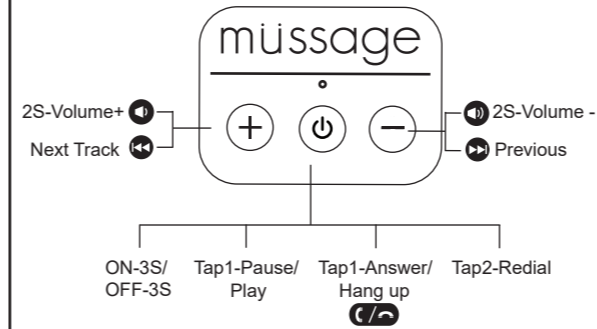 müssage
2S-Volume+
Next Track
2S-Volume -
Previous
ON-3S/
OFF-3S
Tap1-Pause/
Play
Tap1-Answer/
Hang up
Tap2-Redial